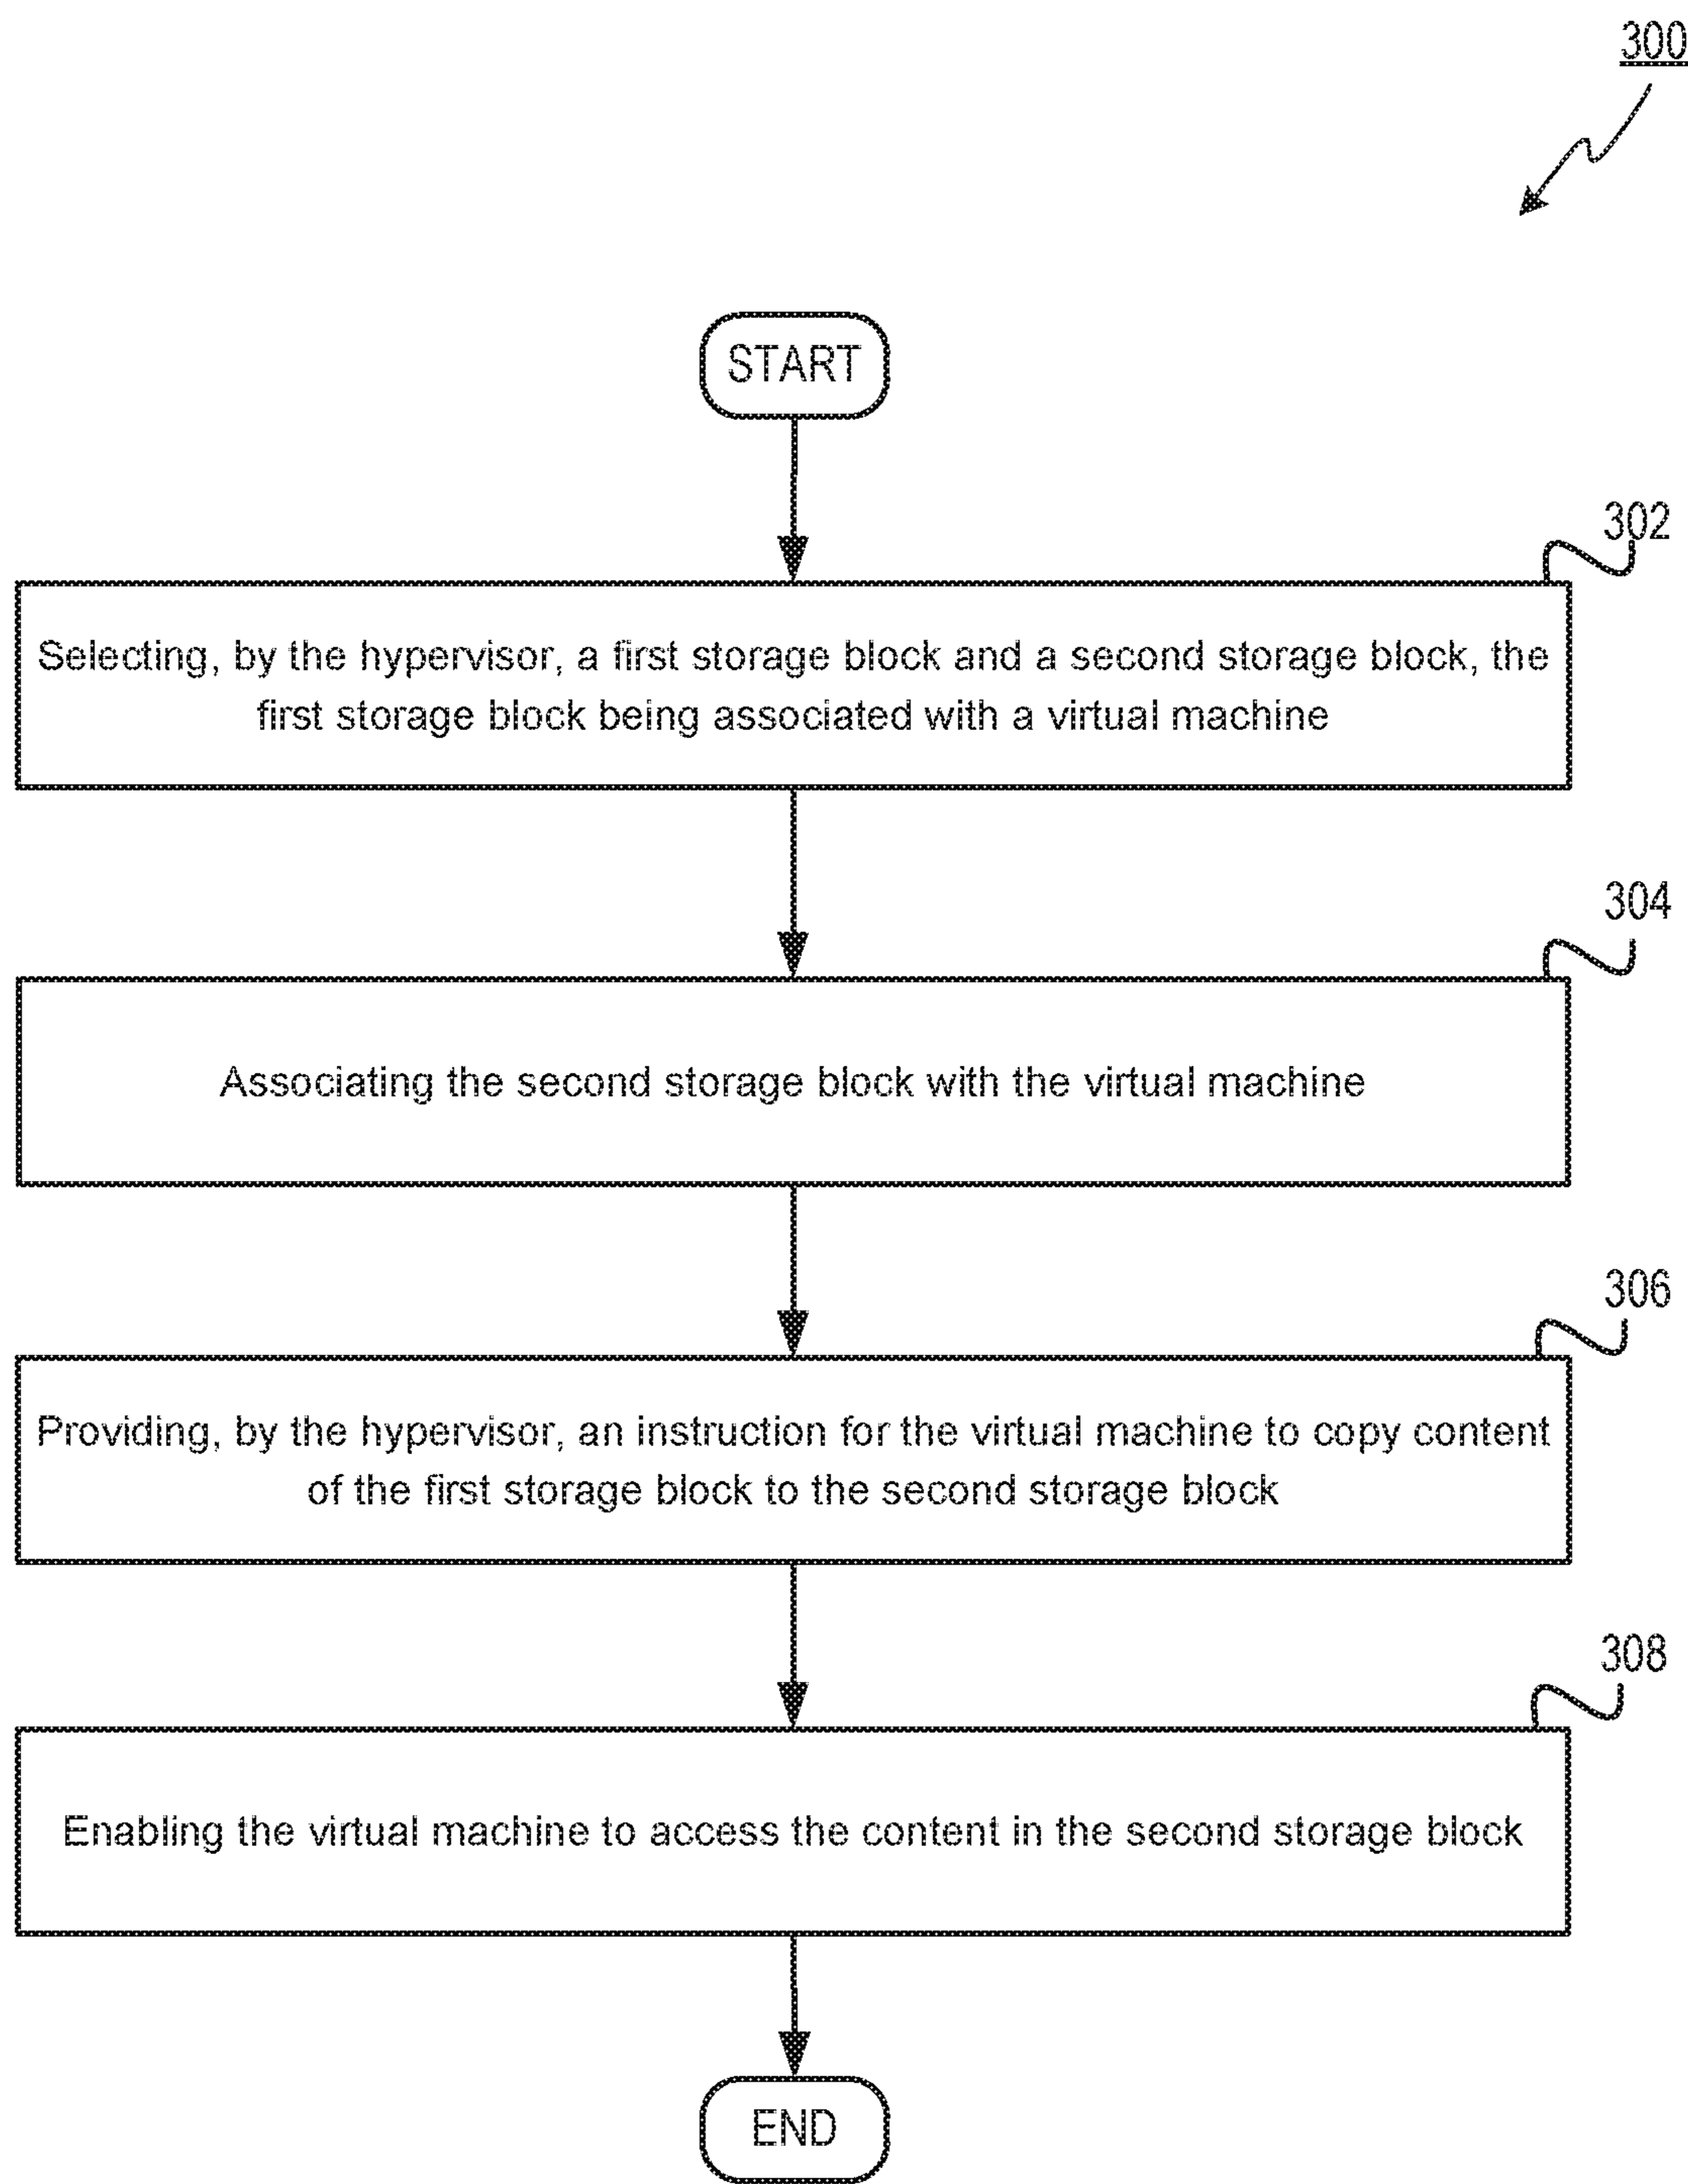 300
START
302
Selecting, by the hypervisor, a first storage block and a second storage block, the
first storage block being associated with a virtual machine
304
Associating the second storage block with the virtual machine
306
Providing, by the hypervisor, an instruction for the virtual machine to copy content
of the first storage block to the second storage block
308
Enabling the virtual machine to access the content in the second storage block
END